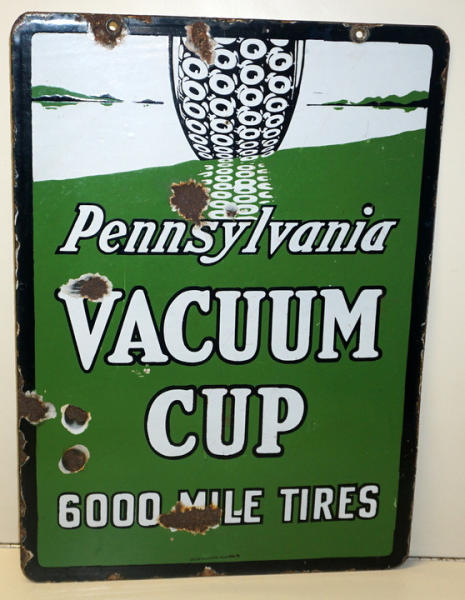 Pennsylvania
VACUUM
CUP
6000 MILE TIRES